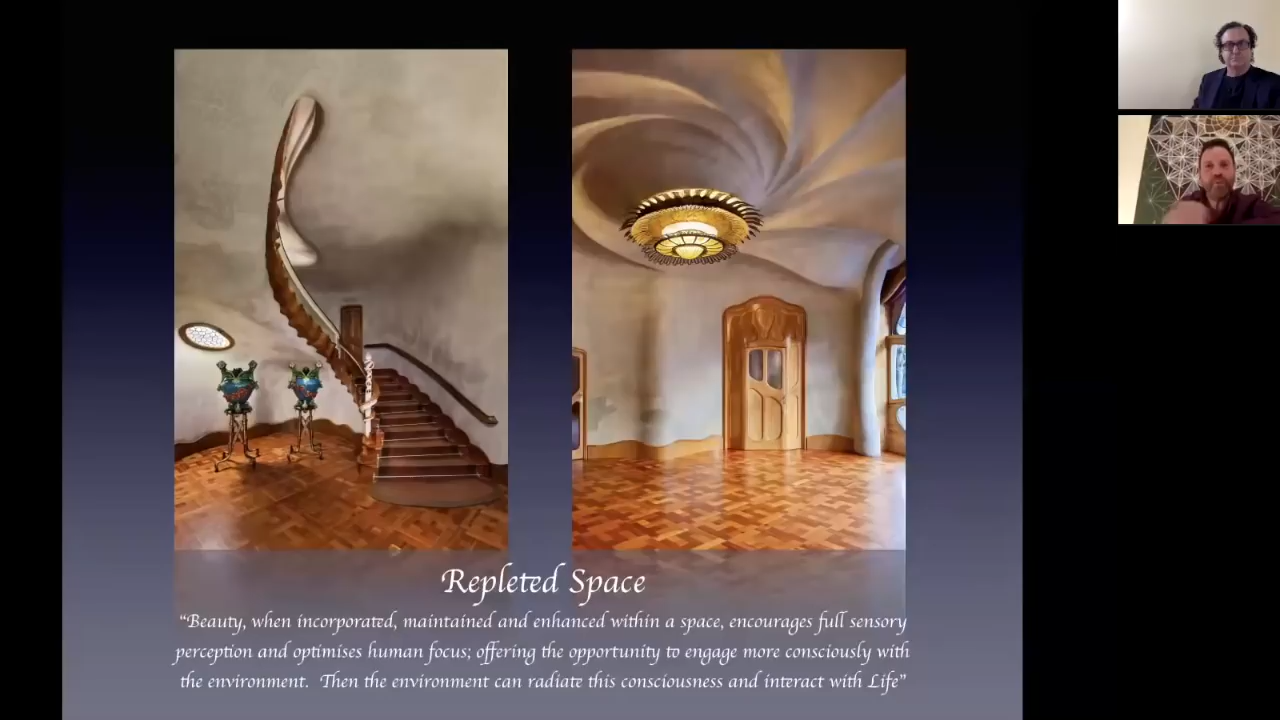 Repleted Space
"Beauty, when incorporated, maintained and enhanced within a space, encourages full sensory
perception and optimises human focus; offering the opportunity to engage more consciously with
the environment.  Then the environment can radiate this consciousness and interact with Life"